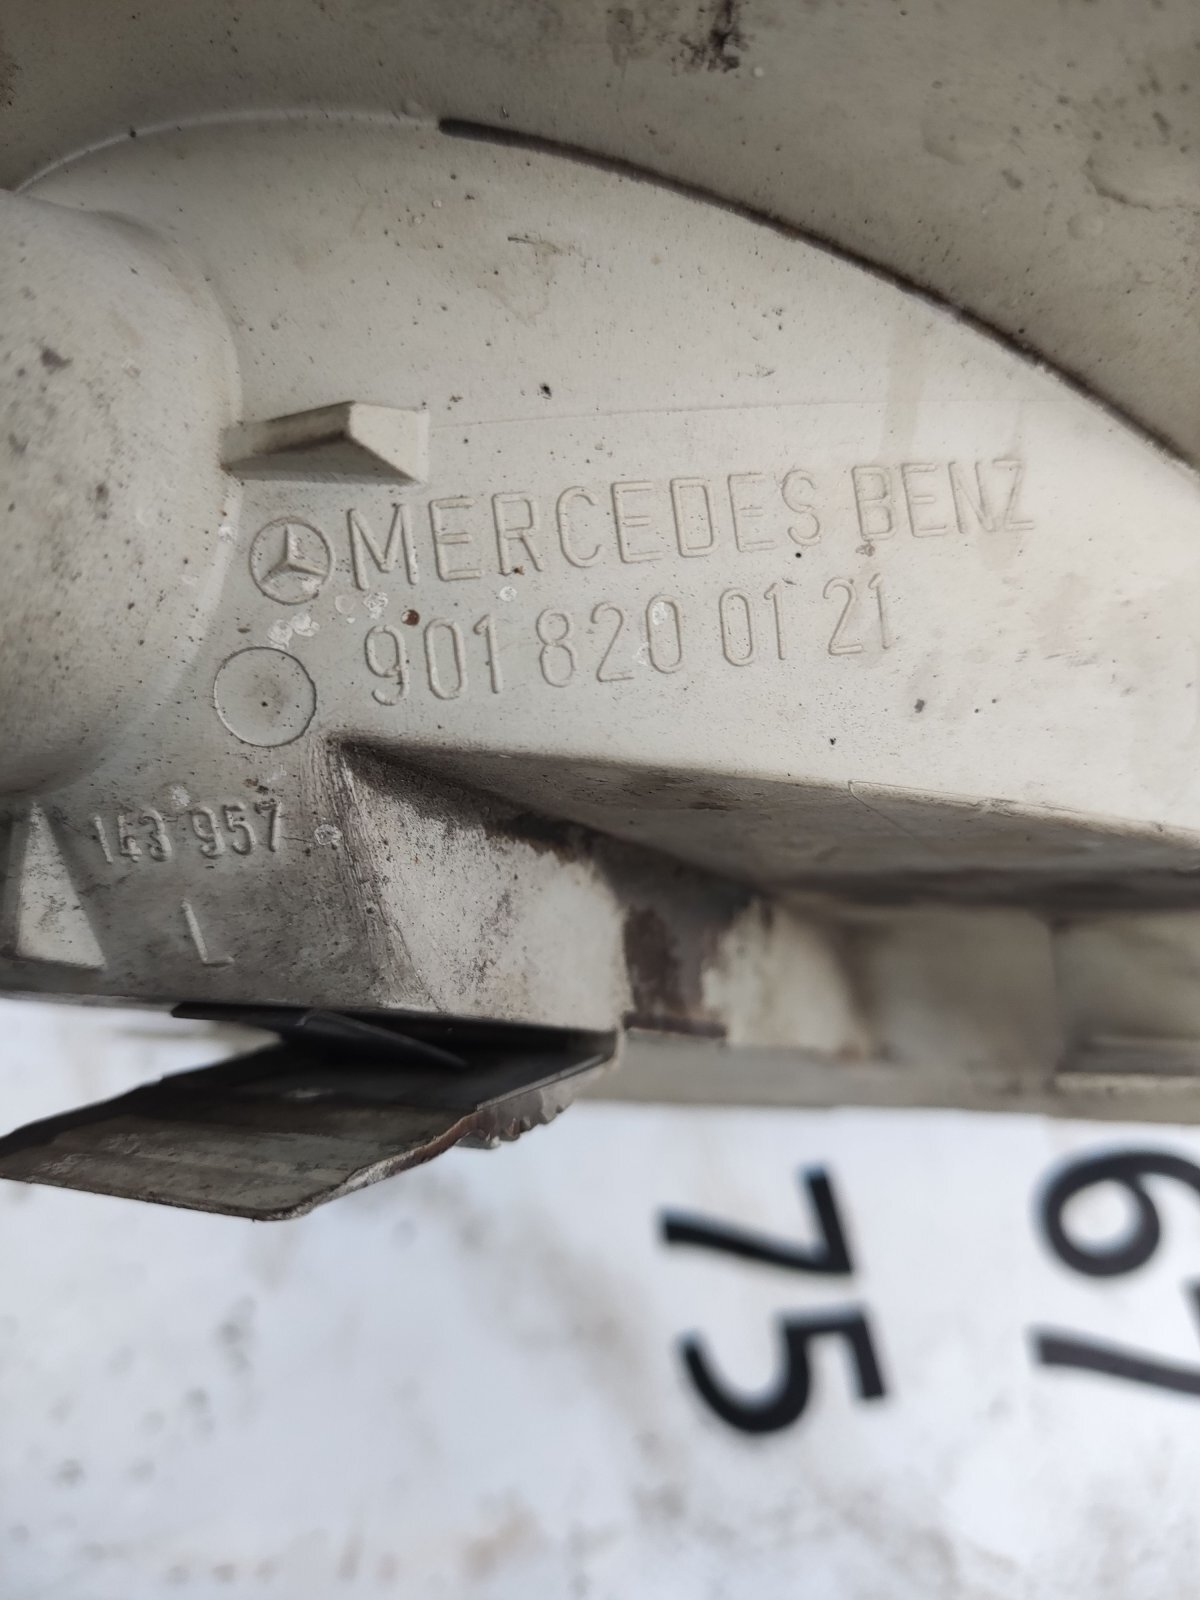 MERCEDES BENZ
901 820 01 21
143 957
L
75
67